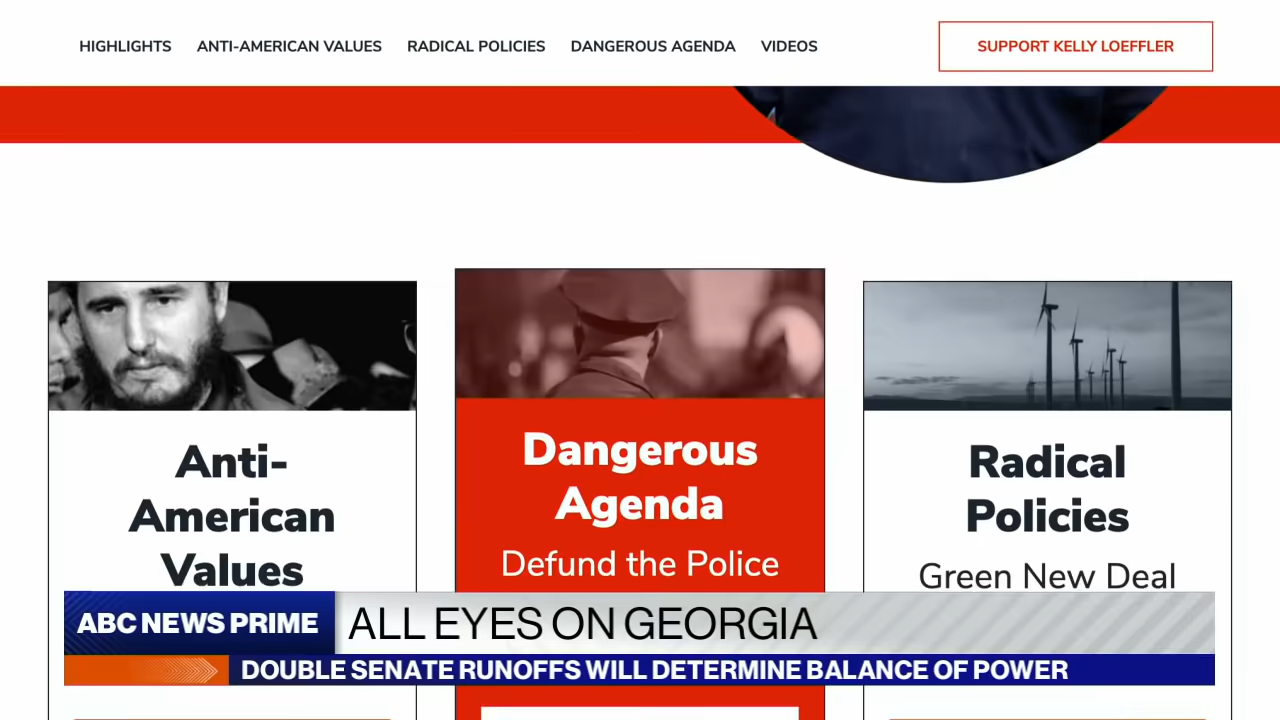 HIGHLIGHTS ANTI-AMERICAN VALUES RADICAL POLICIES DANGEROUS AGENDA VIDEOS SUPPORT KELLY LOEFFLER
Anti-
American
Values
Dangerous
Agenda
Defund the Police
Radical
Policies
Green New Deal
ABC NEWS PRIME ALL EYES ON GEORGIA
DOUBLE SENATE RUNOFFS WILL DETERMINE BALANCE OF POWER